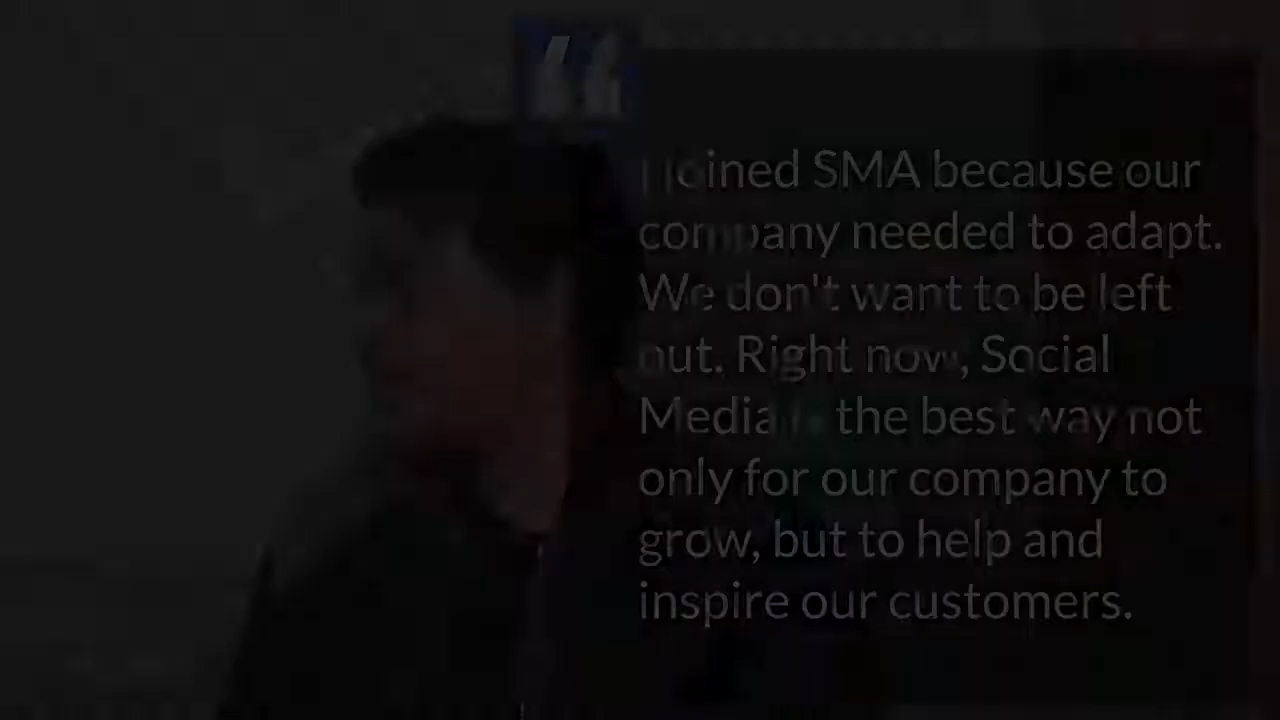 I joined SMA because our
company needed to adapt.
We don't want to be left
out. Right now, Social
Media is the best way not
only for our company to
grow, but to help and
inspire our customers.